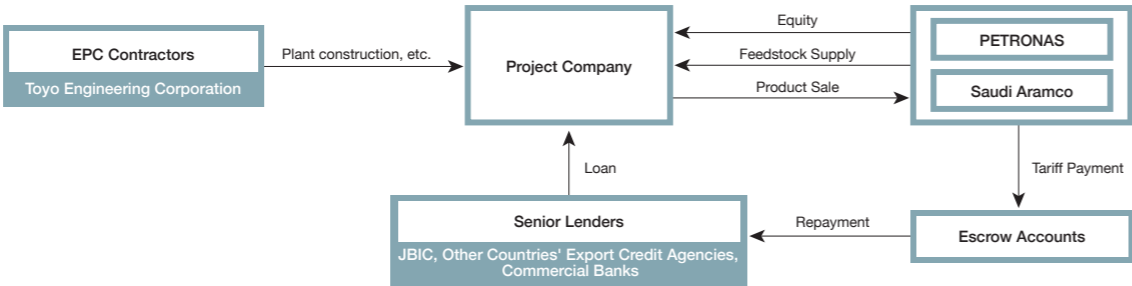 EPC Contractors
Toyo Engineering Corporation
Plant construction, etc.
Project Company
Equity
Feedstock Supply
Product Sale
PETRONAS
Saudi Aramco
Loan
Tariff Payment
Senior Lenders
JBIC, Other Countries' Export Credit Agencies,
Commercial Banks
Repayment
Escrow Accounts